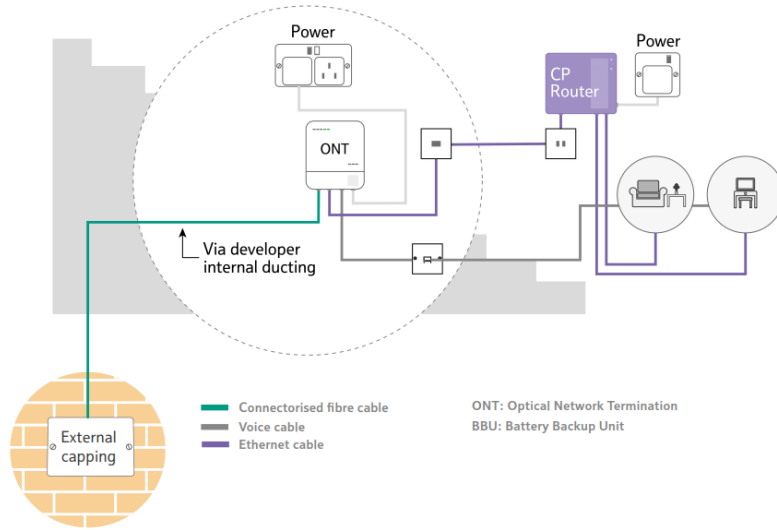 Power
Power
CP
Router
ONT
Via developer
internal ducting
External
capping
Connectorised fibre cable
Voice cable
Ethernet cable
ONT: Optical Network Termination
BBU: Battery Backup Unit